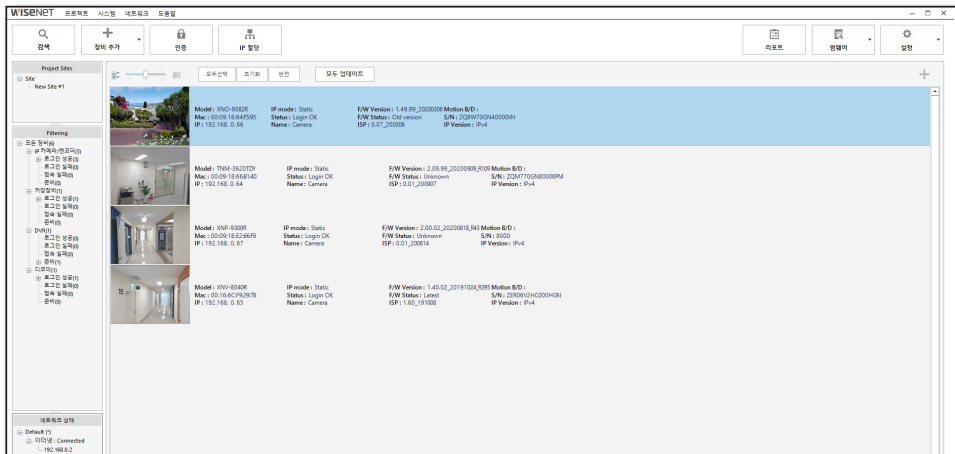 WISENET 프로젝트 시스템 네트워크 도움말
검색 장비 추가 인증 IP 할당 리포트 펌웨어 설정
Project Sites
Site
New Site #1
모두선택 초기화 반전 모두 업데이트
Model : XNO-9082R IP mode : Static F/W Version : 1.49.99_20200306 Motion B/D :
Mac : 00:09:18:64:F5:95 Status : Login OK F/W Status : Old version S/N : ZQ9W70GN40000VH
IP : 192.168. 0. 66 Name : Camera ISP : 0.07_200306 IP Version : IPv4
Filtering
모든 장비(6)
IP 카메라/엔코더(3)
로그인 성공(3)
로그인 실패(0)
접속 실패(0)
준비(0)
저장장비(1)
로그인 성공(1)
로그인 실패(0)
접속 실패(0)
준비(0)
DVR(1)
로그인 성공(0)
로그인 실패(0)
접속 실패(0)
준비(1)
디코더(1)
로그인 성공(1)
로그인 실패(0)
접속 실패(0)
준비(0)
Model : TNM-3620TDY IP mode : Static F/W Version : 2.09.99_20200909_R109 Motion B/D :
Mac : 00:09:18:66:B1:40 Status : Login OK F/W Status : Unknown S/N : ZQM770GN80000PM
IP : 192.168. 0. 64 Name : Camera ISP : 0.01_200907 IP Version : IPv4
Model : XNP-9300R IP mode : Static F/W Version : 2.00.02_20200818_R43 Motion B/D :
Mac : 00:09:18:E2:66:F9 Status : Login OK F/W Status : Unknown S/N : 8000
IP : 192.168. 0. 67 Name : Camera ISP : 0.01_200814 IP Version : IPv4
15
Model : XNV-8040R IP mode : Static F/W Version : 1.40.02_20191024_R395 Motion B/D :
Mac : 00:16:6C:F9:29:7B Status : Login OK F/W Status : Latest S/N : ZER06V2HC000HGN
IP : 192.168. 0. 65 Name : Camera ISP : 1.60_191008 IP Version : IPv4
네트워크 상태
Default (*)
이더넷 : Connected
192.168.0.2